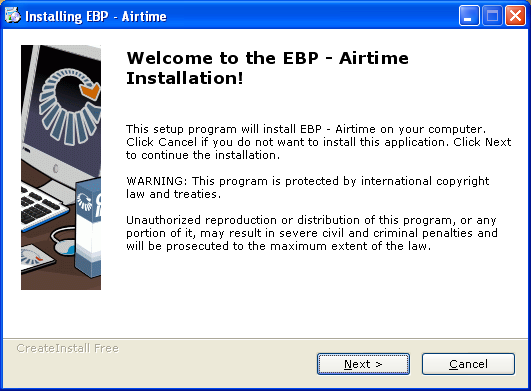 Installing EBP - Airtime
Welcome to the EBP - Airtime
Installation!
This setup program will install EBP - Airtime on your computer.
Click Cancel if you do not want to install this application. Click Next
to continue the installation.
WARNING: This program is protected by international copyright
law and treaties.
Unauthorized reproduction or distribution of this program, or any
portion of it, may result in severe civil and criminal penalties and
will be prosecuted to the maximum extent of the law.
CreateInstall Free
Next >
Cancel